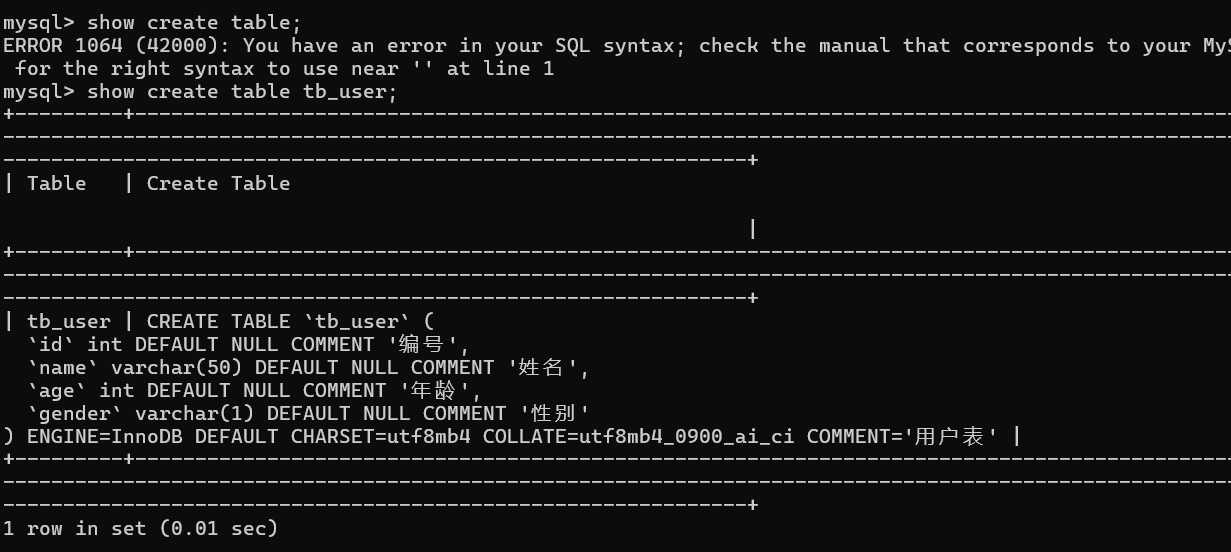 mysql> show create table;
ERROR 1064 (42000): You have an error in your SQL syntax; check the manual that corresponds to your MyS
 for the right syntax to use near '' at line 1
mysql> show create table tb_user;
| Table   | Create Table
|
| tb_user | CREATE TABLE `tb_user` (
  `id` int DEFAULT NULL COMMENT '编号',
  `name` varchar(50) DEFAULT NULL COMMENT '姓名',
  `age` int DEFAULT NULL COMMENT '年龄',
  `gender` varchar(1) DEFAULT NULL COMMENT '性别'
) ENGINE=InnoDB DEFAULT CHARSET=utf8mb4 COLLATE=utf8mb4_0900_ai_ci COMMENT='用户表' |
1 row in set (0.01 sec)